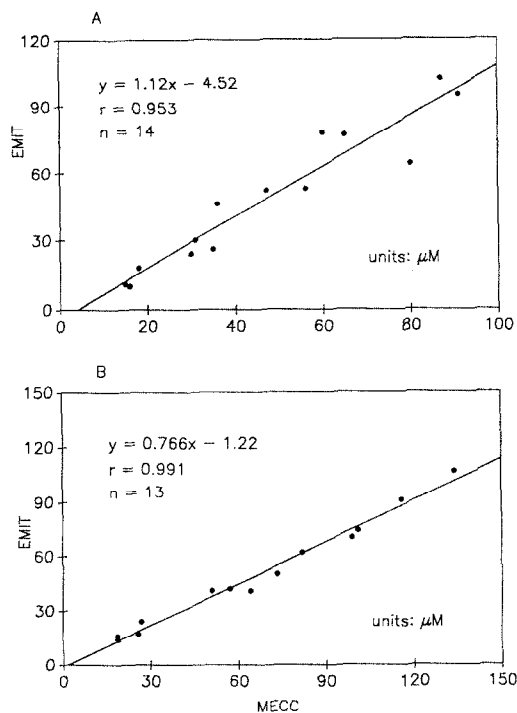 A
120
90
60
30
0
EMIT
y = 1.12x − 4.52
r = 0.953
n = 14
units: μM
0 20 40 60 80 100
B
150
120
90
60
30
0
EMIT
y = 0.766x − 1.22
r = 0.991
n = 13
units: μM
0 30 60 90 120 150
MECC